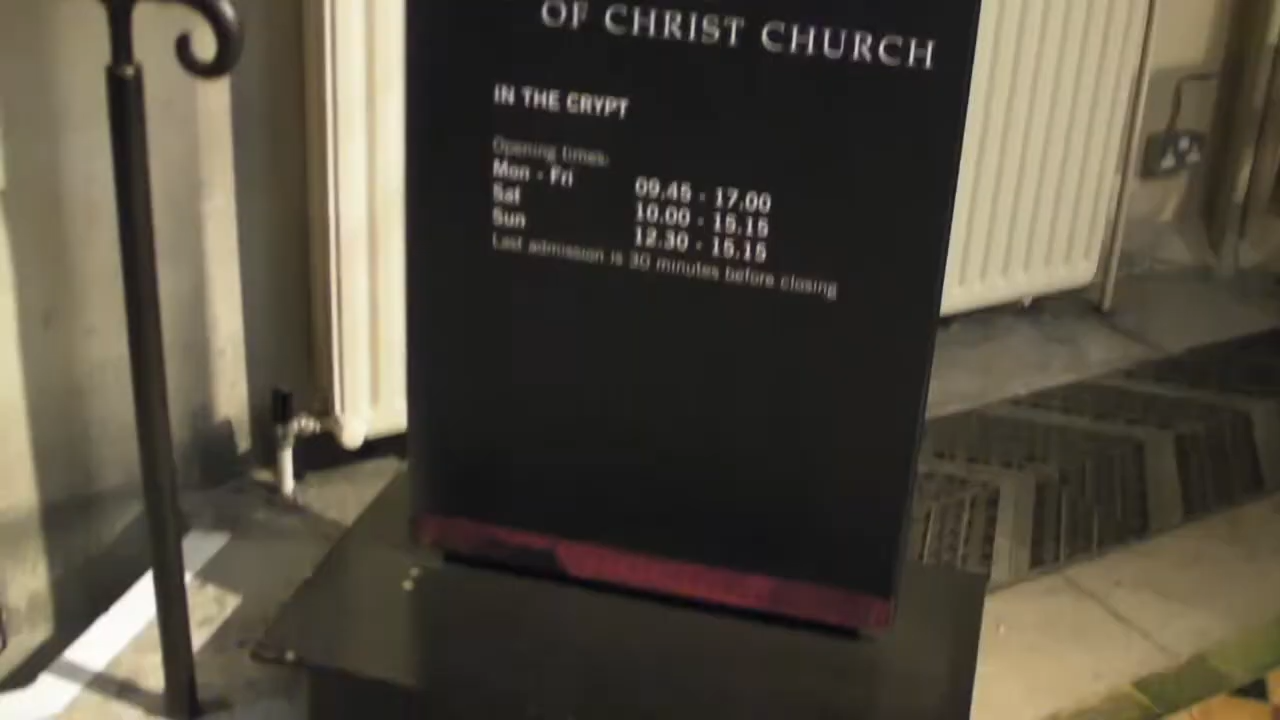 OF CHRIST CHURCH
IN THE CRYPT
Opening times:
Mon - Fri 09.45 - 17.00
Sat 10.00 - 15.15
Sun 12.30 - 15.15
Last admission is 30 minutes before closing